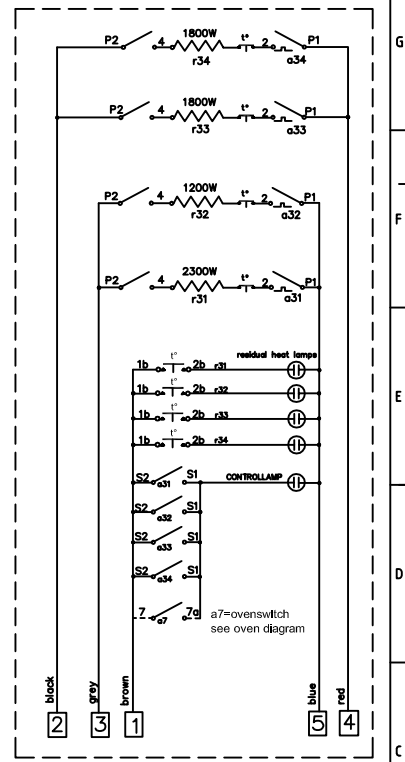 1800W
P2 4 t° 2 P1
r34 a34
G
1800W
P2 4 t° 2 P1
r33 a33
1200W
P2 4 t° 2 P1
r32 a32
F
2300W
P2 4 t° 2 P1
r31 a31
residual heat lamps
t°
1b 2b r31
t°
1b 2b r32
E
t°
1b 2b r33
t°
1b 2b r34
S2 S1 CONTROLLAMP
a31
S2 S1
a32
S2 S1
a33
S2 S1
a34
D
7 7a a7=ovenswitch
a7 see oven diagram
black grey brown blue red
2 3 1 5 4
C